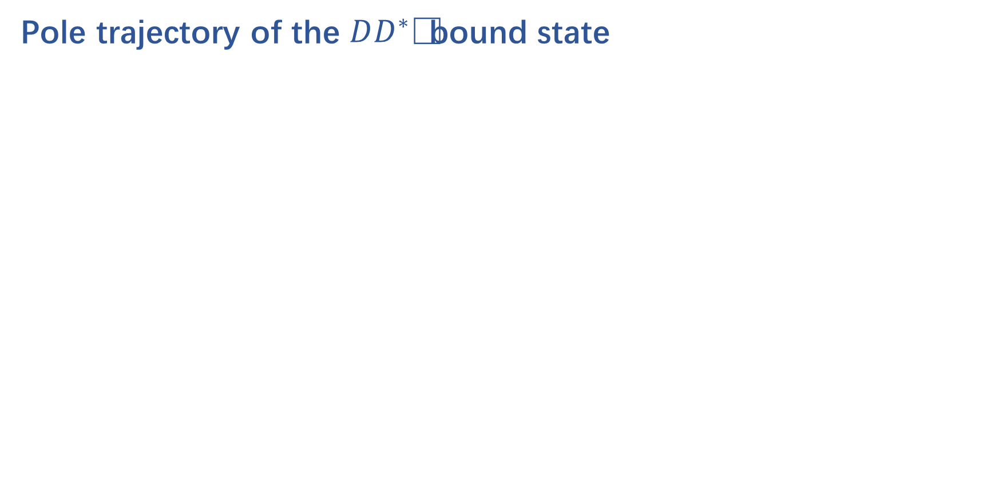 Pole trajectory of the DD* bound state